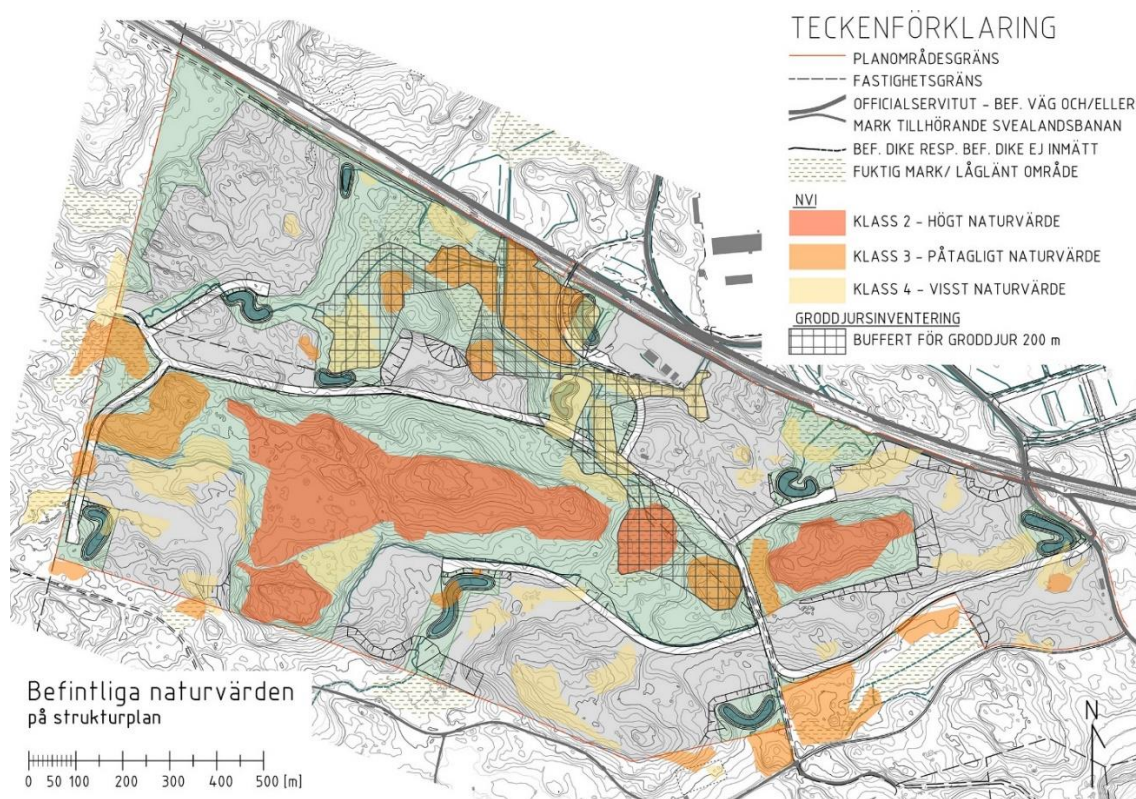 TECKENFÖRKLARING
PLANOMRÅDESGRÄNS
FASTIGHETSGRÄNS
OFFICIALSERVITUT - BEF. VÄG OCH/ELLER
MARK TILLHÖRANDE SVEALANDSBANAN
BEF. DIKE RESP. BEF. DIKE EJ INMÄTT
FUKTIG MARK/ LÅGLÄNT OMRÅDE
NVI
KLASS 2 - HÖGT NATURVÄRDE
KLASS 3 - PÅTAGLIGT NATURVÄRDE
KLASS 4 - VISST NATURVÄRDE
GRODDJURSINVENTERING
BUFFERT FÖR GRODDJUR 200 m
Befintliga naturvärden
på strukturplan
0 50 100 200 300 400 500 [m]
N